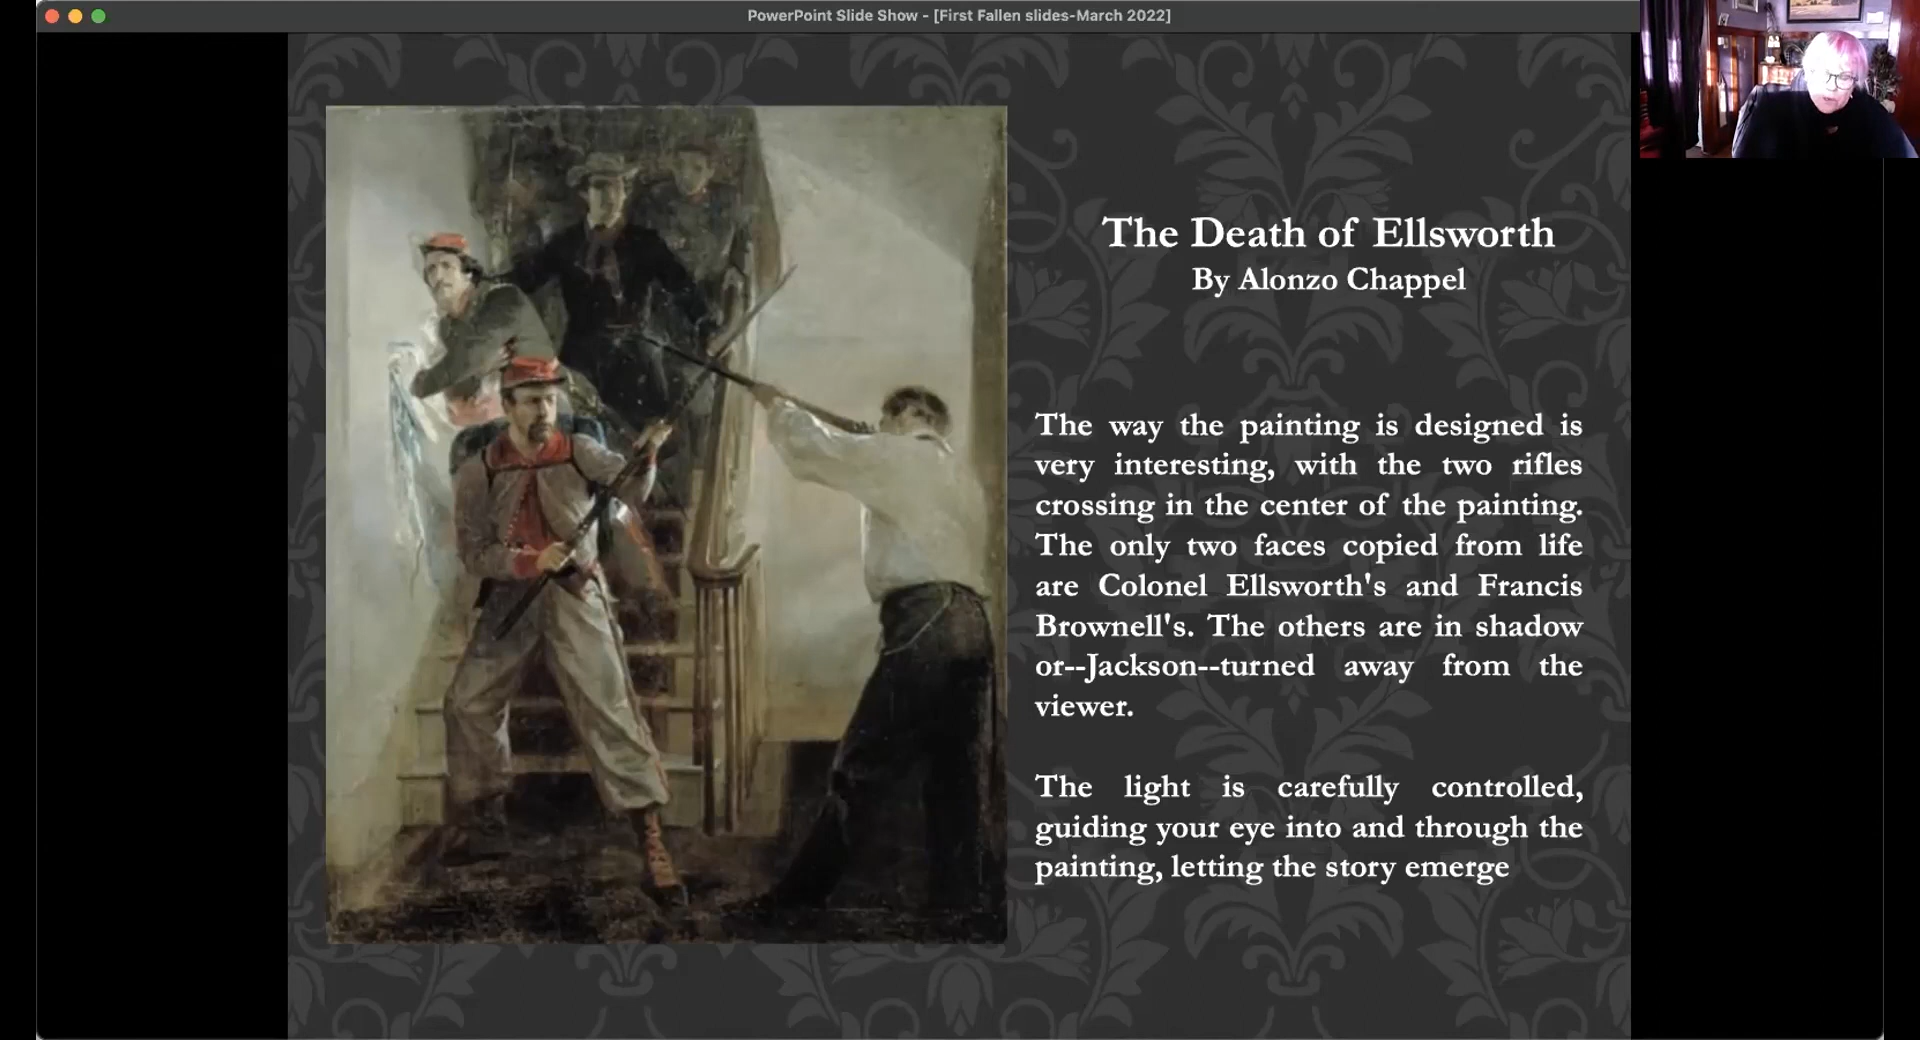 PowerPoint Slide Show - [First Fallen slides-March 2022]
The Death of Ellsworth
By Alonzo Chappel
The way the painting is designed is
very interesting, with the two rifles
crossing in the center of the painting.
The only two faces copied from life
are Colonel Ellsworth's and Francis
Brownell's. The others are in shadow
or--Jackson--turned away from the
viewer.
The light is carefully controlled,
guiding your eye into and through the
painting, letting the story emerge